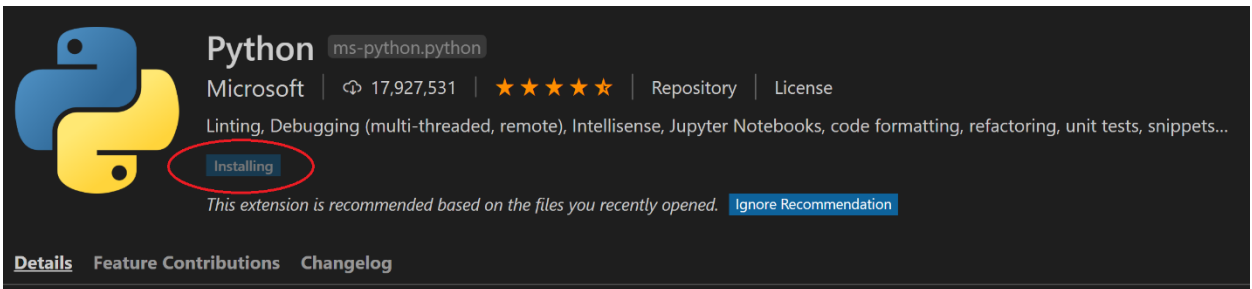 Python ms-python.python
Microsoft 17,927,531 Repository License
Linting, Debugging (multi-threaded, remote), Intellisense, Jupyter Notebooks, code formatting, refactoring, unit tests, snippets...
Installing
This extension is recommended based on the files you recently opened. Ignore Recommendation
Details Feature Contributions Changelog